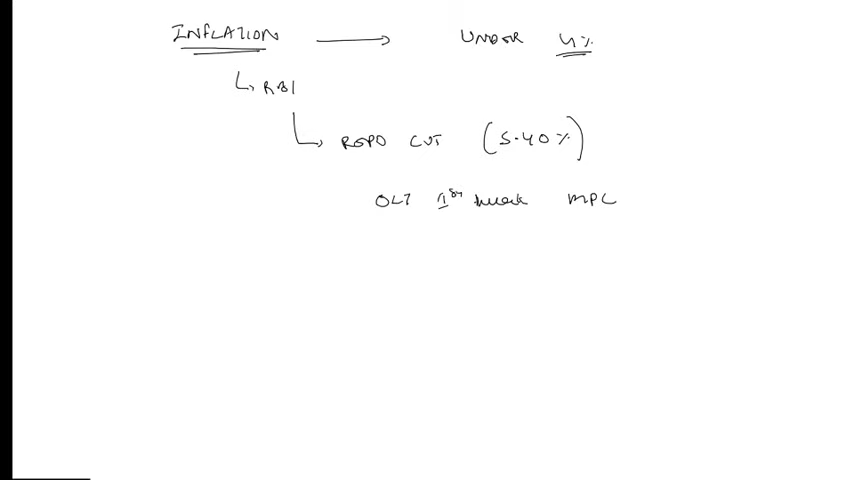 INFLATION → UNDER 4%
RBI
REPO CUT (5.40%)
OCT 1st week MPC